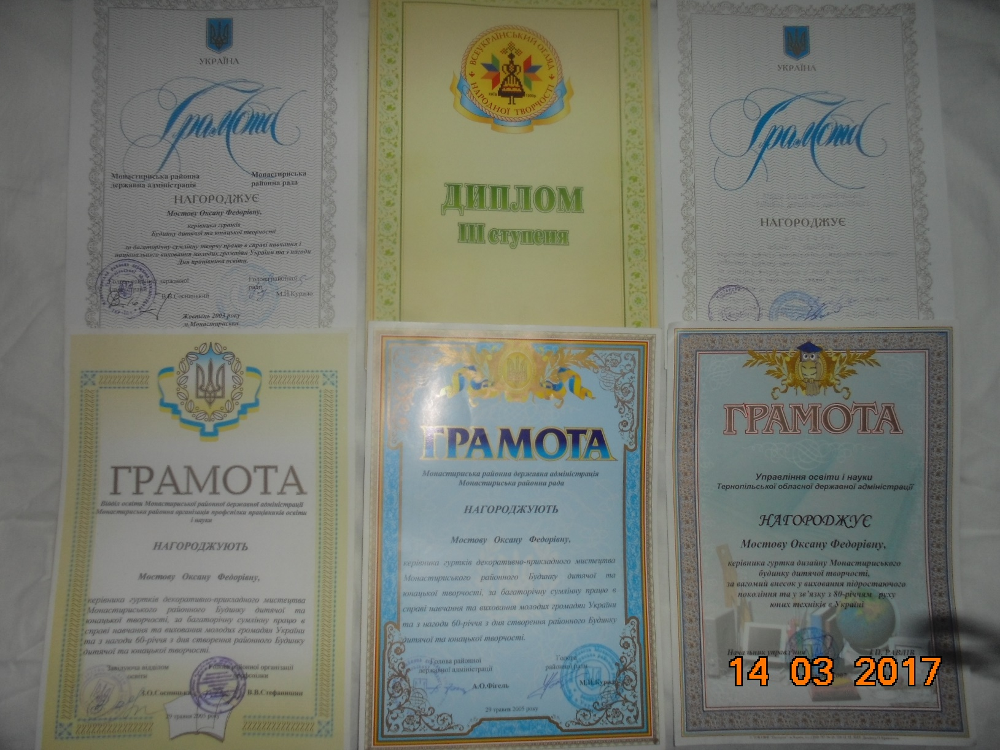 УКРАЇНА
Грамота
Монастириська районна
державна адміністрація
Монастириська
районна рада
НАГОРОДЖУЄ
Мостову Оксану Федорівну,
керівника гуртків
Будинку дитячої та юнацької творчості
за багаторічну сумлінну творчу працю в справі навчання і
національного виховання молодих громадян України та з нагоди
Дня працівника освіти.
Голова районної державної
адміністрації
В.В.Сосницький
Голова районної
ради
М.Й.Курило
Жовтень 2003 року
м.Монастириська
ВСЕУКРАЇНСЬКИЙ ОГЛЯД
НАРОДНОЇ ТВОРЧОСТІ
ДИПЛОМ
III ступеня
УКРАЇНА
Грамота
НАГОРОДЖУЄ
ГРАМОТА
Відділ освіти Монастириської районної державної адміністрації
Монастириська районна організація профспілки працівників освіти
і науки
НАГОРОДЖУЮТЬ
Мостову Оксану Федорівну,
керівника гуртків декоративно-прикладного мистецтва
Монастириського районного Будинку дитячої та
юнацької творчості, за багаторічну сумлінну працю в
справі навчання та виховання молодих громадян України
та з нагоди 60-річчя з дня створення районного Будинку
дитячої та юнацької творчості.
Завідуюча відділом
освіти
Голова районної організації
профспілки
В.В.Стефанишин
29 травня 2005 року
ГРАМОТА
Монастириська районна державна адміністрація
Монастириська районна рада
НАГОРОДЖУЮТЬ
Мостову Оксану Федорівну,
керівника гуртків декоративно-прикладного мистецтва
Монастириського районного Будинку дитячої та
юнацької творчості, за багаторічну сумлінну працю в
справі навчання та виховання молодих громадян України
та з нагоди 60-річчя з дня створення районного Будинку
дитячої та юнацької творчості.
Голова районної
державної адміністрації
А.О.Фігель
Голова
районної ради
М.Й.Курило
29 травня 2005 року
ГРАМОТА
Управління освіти і науки
Тернопільської обласної державної адміністрації
НАГОРОДЖУЄ
Мостову Оксану Федорівну,
керівника гуртка дизайну Монастириського
будинку дитячої творчості,
за вагомий внесок у виховання підростаючого
покоління та у зв'язку з 80-річчям руху
юних техніків в Україні
Начальник управління
14 03 2017